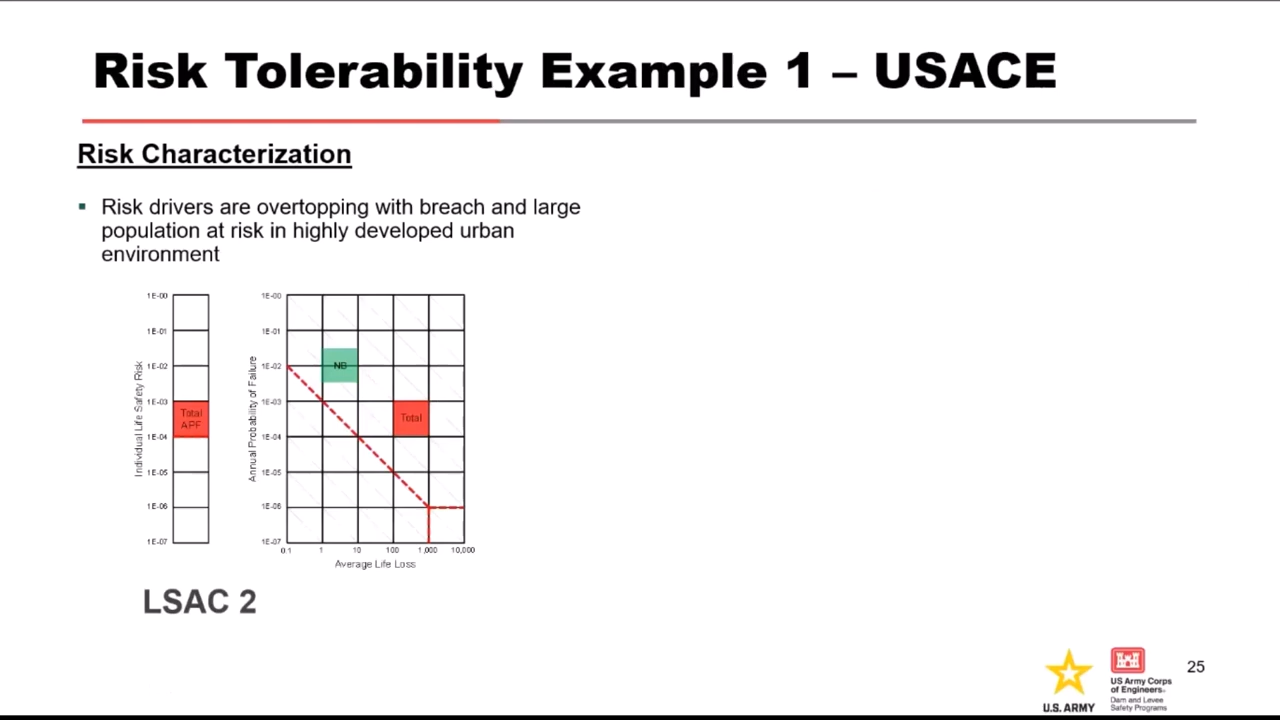 Risk Tolerability Example 1 – USACE
Risk Characterization
▪ Risk drivers are overtopping with breach and large
population at risk in highly developed urban
environment
Individual Life Safety Risk
1E-00
1E-01
1E-02
1E-03
1E-04
1E-05
1E-06
1E-07
Total
APF
Annual Probability of Failure
1E-00
1E-01
1E-02
1E-03
1E-04
1E-05
1E-06
1E-07
NB
Total
0.1 1 10 100 1,000 10,000
Average Life Loss
LSAC 2
U.S. ARMY
US Army Corps
of Engineers®
Dam and Levee
Safety Programs
25